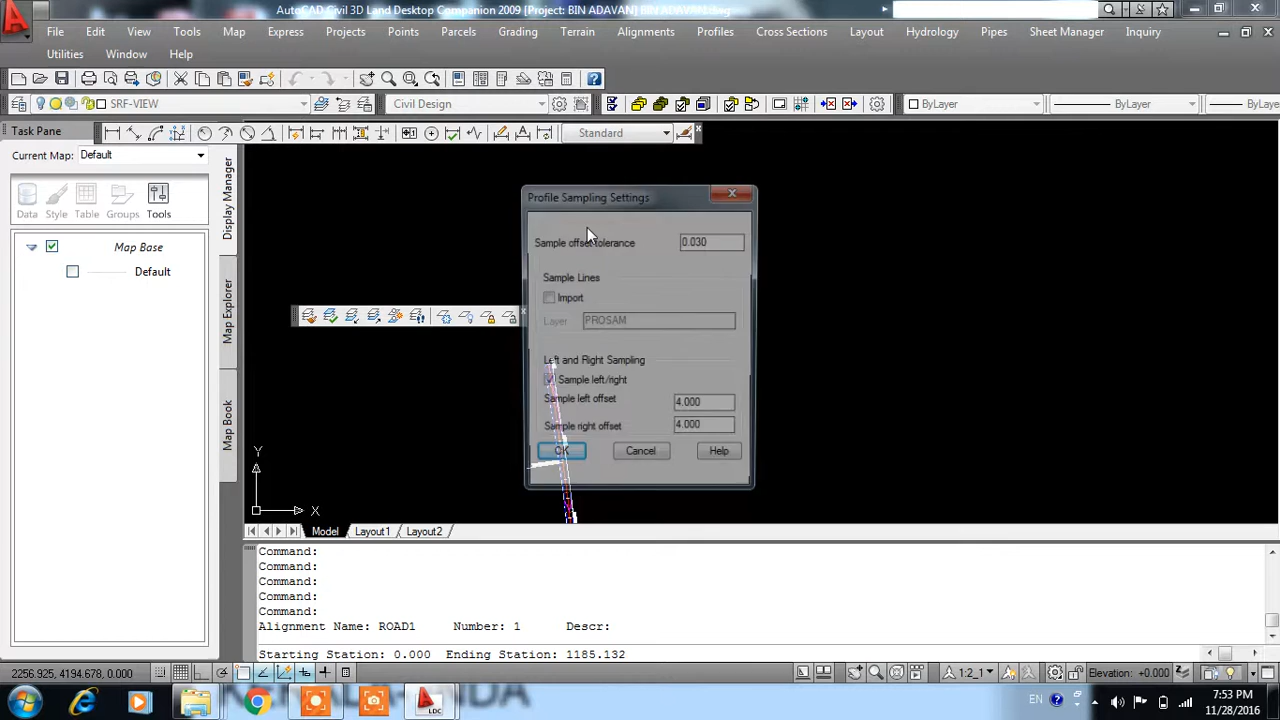 AutoCAD Civil 3D Land Desktop Companion 2009 [Project: BIN ADAVAN]
File Edit View Tools Map Express Projects Points Parcels Grading Terrain Alignments Profiles Cross Sections Layout Hydrology Pipes Sheet Manager Inquiry
Utilities Window Help
SRF-VIEW Civil Design ByLayer ByLayer ByLayer
Task Pane Standard
Current Map: Default
Data Style Table Groups Tools
Map Base
Default
Display Manager
Map Explorer
Map Book
Profile Sampling Settings
Sample offset tolerance 0.030
Sample Lines
Import
Layer PROSAM
Left and Right Sampling
Sample left/right
Sample left offset 4.000
Sample right offset 4.000
OK Cancel Help
Y
X
Model Layout1 Layout2
Command:
Command:
Command:
Command:
Command:
Alignment Name: ROAD1 Number: 1 Descr:
Starting Station: 0.000 Ending Station: 1185.132
2256.925, 4194.678, 0.000 1:2_1 Elevation: +0.000
LDC EN 7:53 PM
11/28/2016